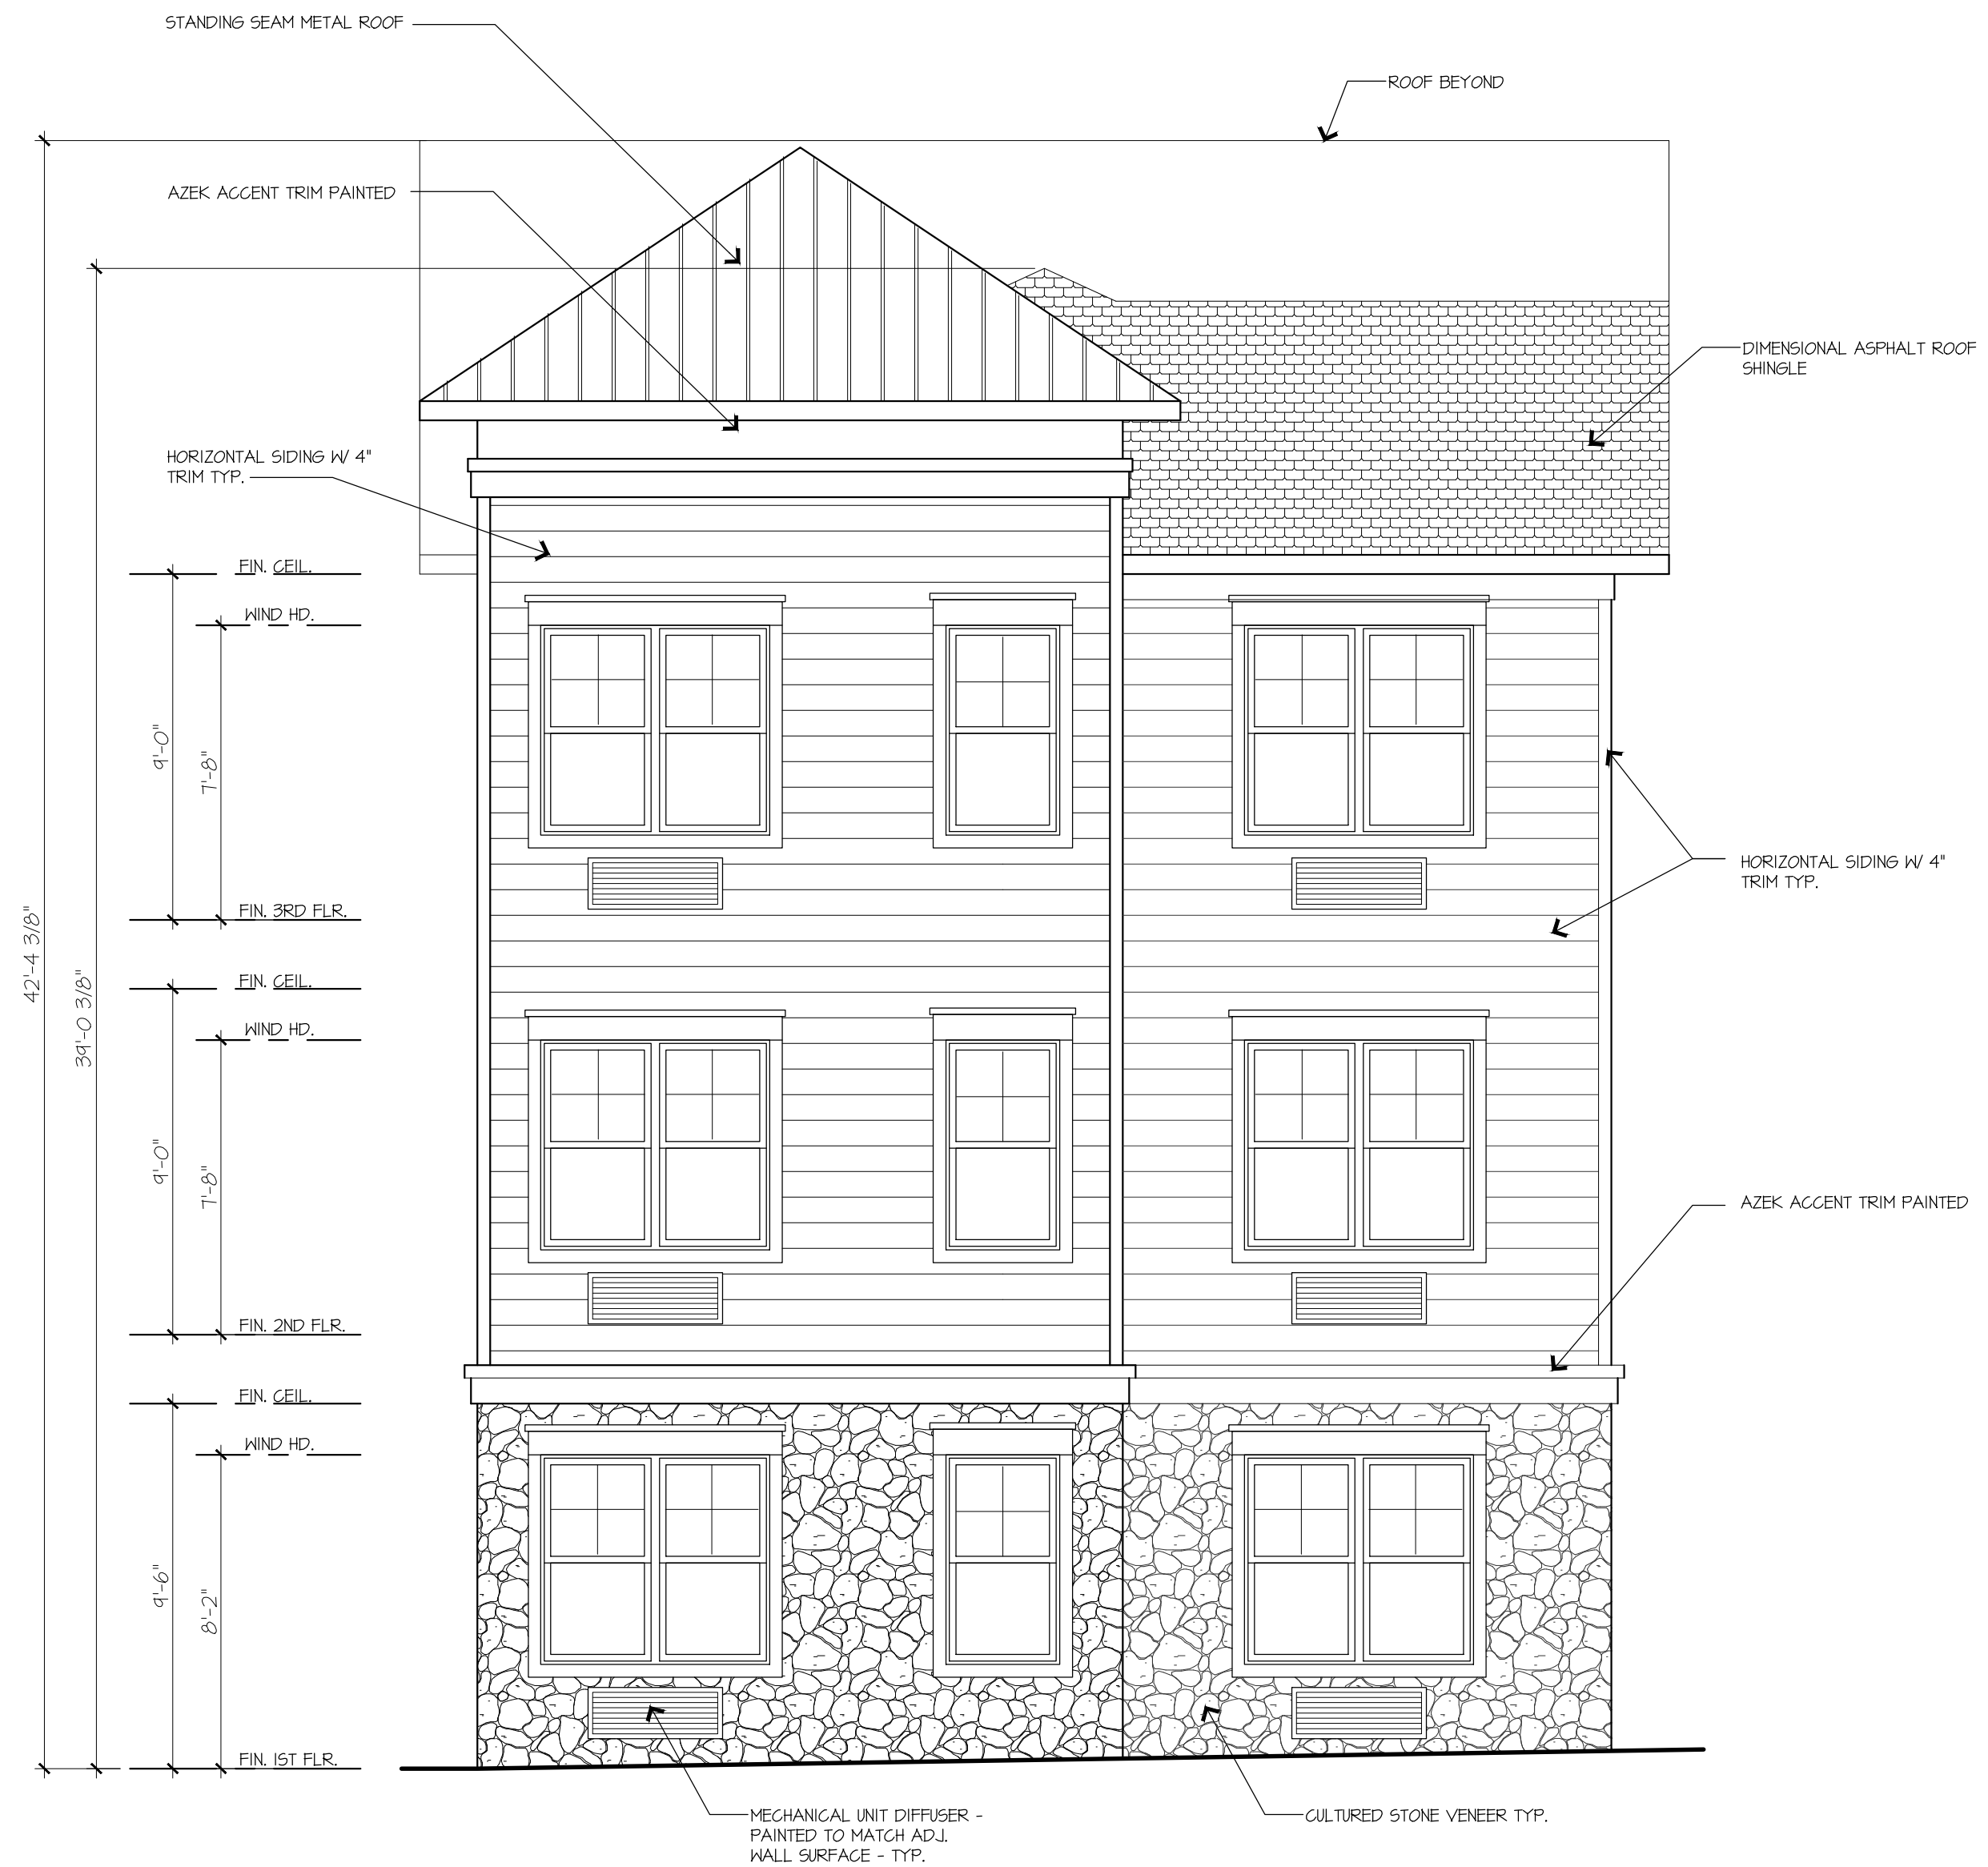 STANDING SEAM METAL ROOF
ROOF BEYOND
AZEK ACCENT TRIM PAINTED
DIMENSIONAL ASPHALT ROOF
SHINGLE
HORIZONTAL SIDING W/ 4"
TRIM TYP.
FIN. CEIL.
WIND HD.
9'-0"
7'-8"
HORIZONTAL SIDING W/ 4"
TRIM TYP.
FIN. 3RD FLR.
42'-4 3/8"
39'-0 3/8"
FIN. CEIL.
WIND HD.
9'-0"
7'-8"
AZEK ACCENT TRIM PAINTED
FIN. 2ND FLR.
FIN. CEIL.
WIND HD.
9'-6"
8'-2"
FIN. 1ST FLR.
MECHANICAL UNIT DIFFUSER -
PAINTED TO MATCH ADJ.
WALL SURFACE - TYP.
CULTURED STONE VENEER TYP.